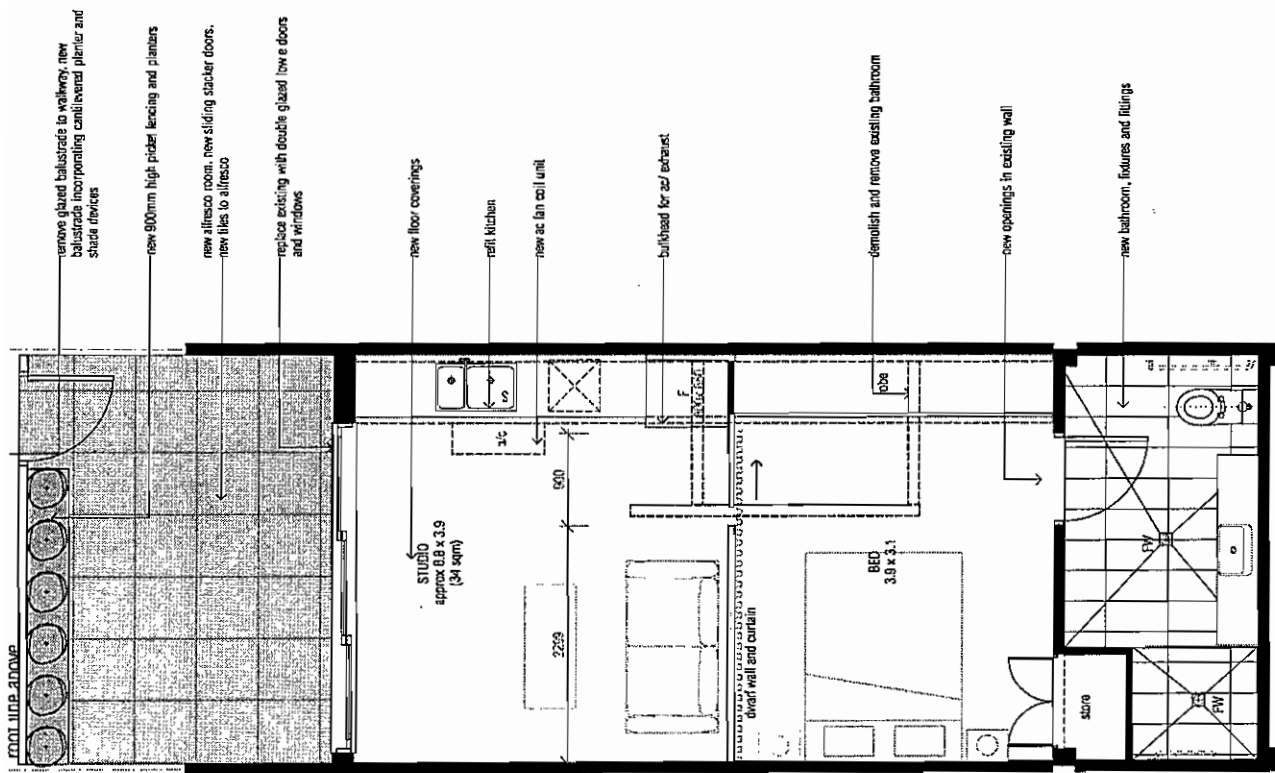 remove glazed balustrade to walkway, new
balustrade incorporating cantilevered planter and
shade devices
new 900mm high picket fencing and planters
new alfresco room, new sliding stacker doors,
new tiles to alfresco
replace existing with double glazed low e doors
and windows
new floor coverings
refit kitchen
new ac fan coil unit
bulkhead for ac/ exhaust
demolish and remove existing bathroom
new openings in existing wall
new bathroom, fixtures and fittings
roof line above
STUDIO
approx 8.8 x 3.9
(34 sqm)
S
a/c
F
900
2299
robe
dwarf wall and curtain
BED
3.9 x 3.1
store
FW
FW